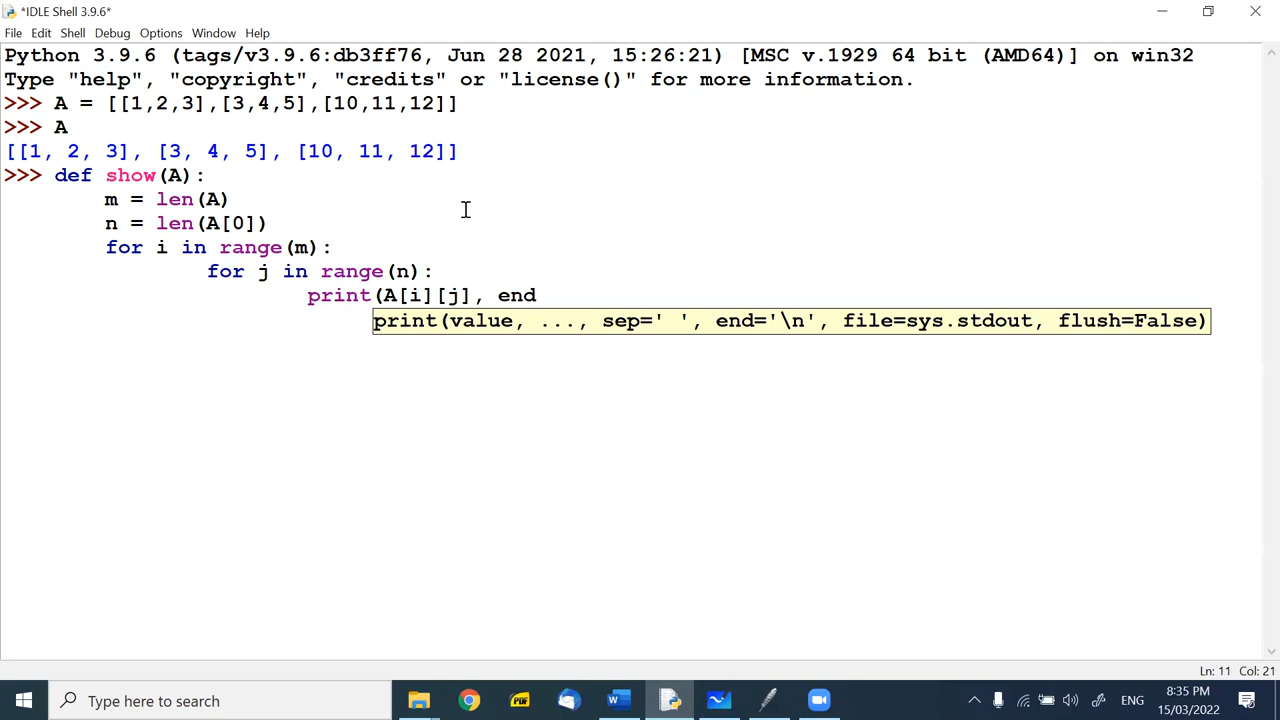 *IDLE Shell 3.9.6*
File Edit Shell Debug Options Window Help
Python 3.9.6 (tags/v3.9.6:db3ff76, Jun 28 2021, 15:26:21) [MSC v.1929 64 bit (AMD64)] on win32
Type "help", "copyright", "credits" or "license()" for more information.
>>> A = [[1,2,3],[3,4,5],[10,11,12]]
>>> A
[[1, 2, 3], [3, 4, 5], [10, 11, 12]]
>>> def show(A):
        m = len(A)
        n = len(A[0])
        for i in range(m):
                for j in range(n):
                        print(A[i][j], end
print(value, ..., sep=' ', end='\n', file=sys.stdout, flush=False)
Ln: 11 Col: 21
Type here to search
PDF
W
ENG
8:35 PM
15/03/2022